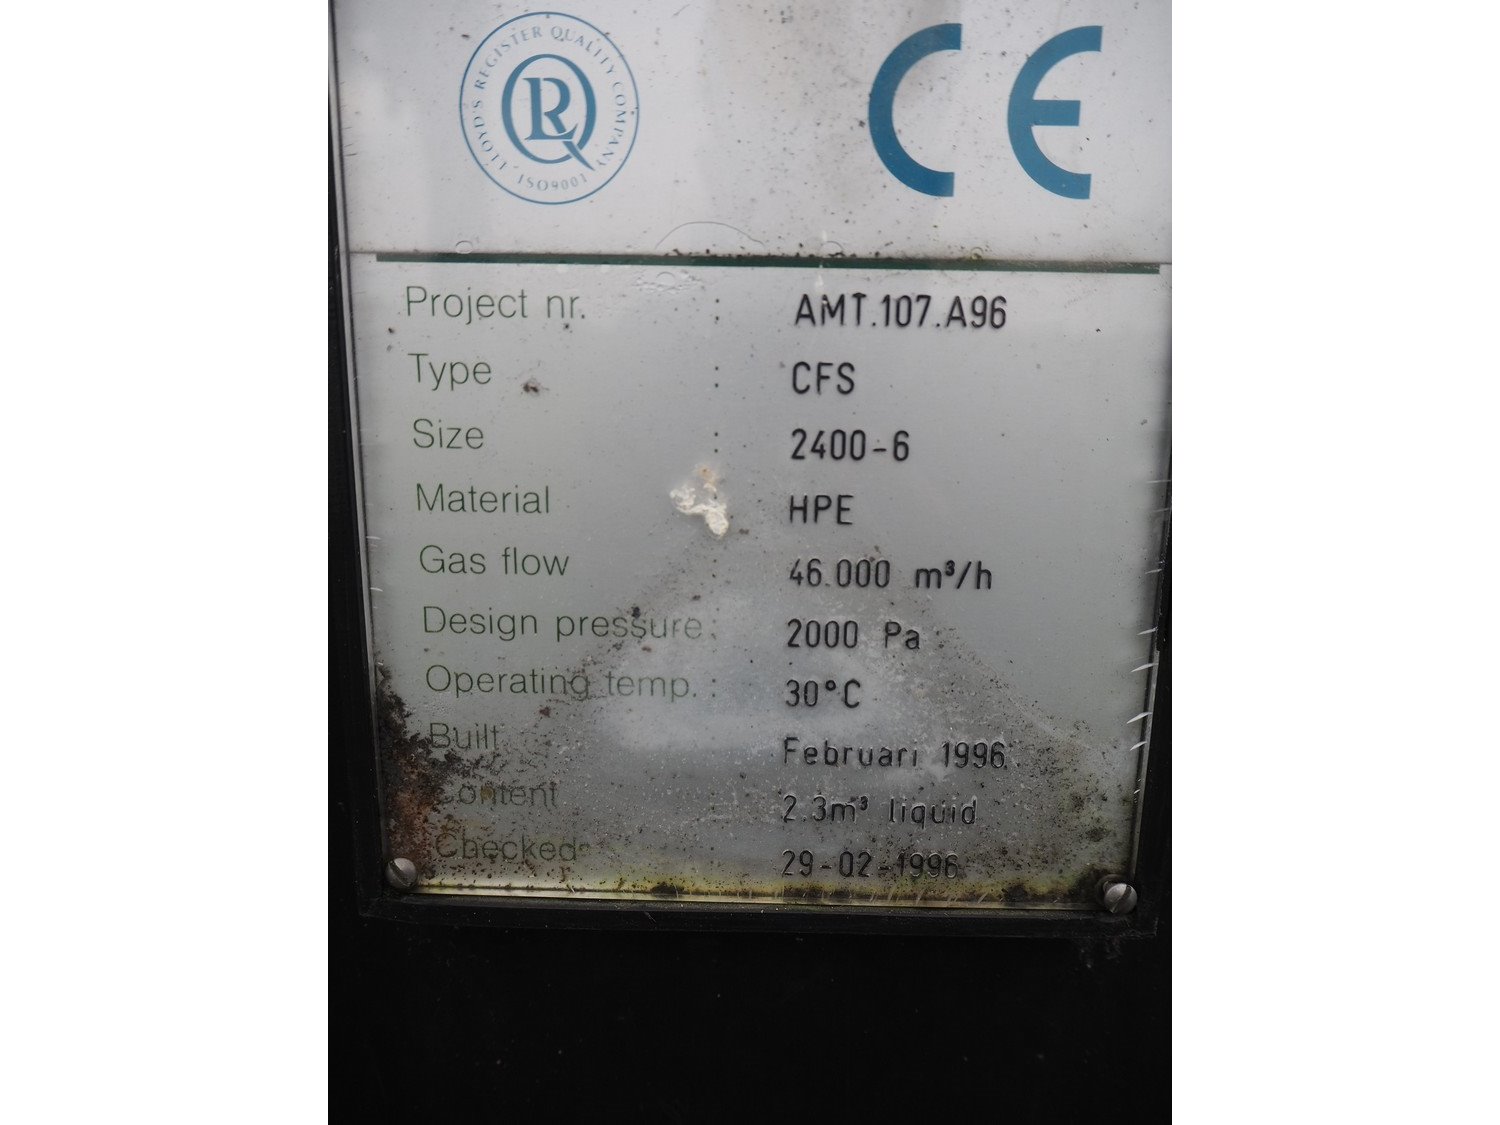 LLOYD'S REGISTER QUALITY COMPANY
LRQ
- ISO9001
CE
Project nr. : AMT.107.A96
Type : CFS
Size : 2400-6
Material : HPE
Gas flow : 46.000 m³/h
Design pressure : 2000 Pa
Operating temp. : 30°C
Built Februari 1996
Content 2.3m³ liquid
Checked 29-02-1996